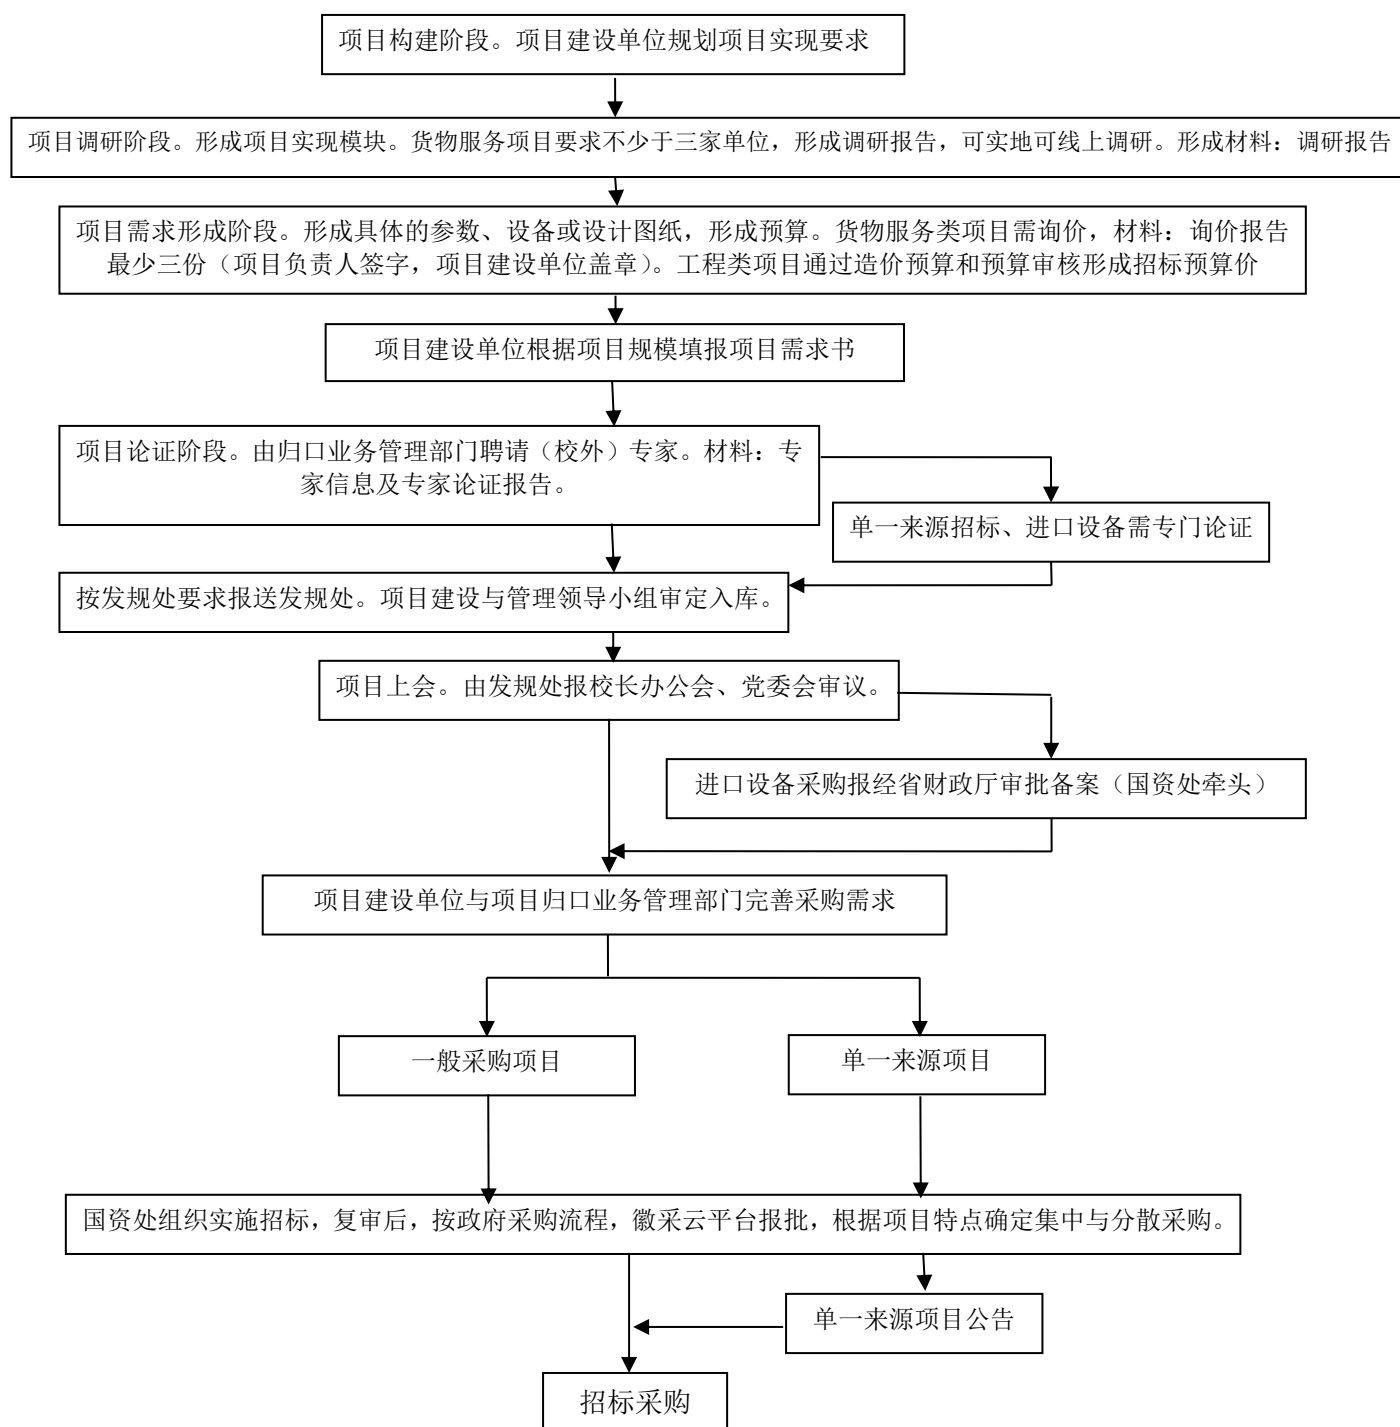 项目构建阶段。项目建设单位规划项目实现要求
项目调研阶段。形成项目实现模块。货物服务项目要求不少于三家单位，形成调研报告，可实地可线上调研。形成材料：调研报告
项目需求形成阶段。形成具体的参数、设备或设计图纸，形成预算。货物服务类项目需询价，材料：询价报告
最少三份（项目负责人签字，项目建设单位盖章）。工程类项目通过造价预算和预算审核形成招标预算价
项目建设单位根据项目规模填报项目需求书
项目论证阶段。由归口业务管理部门聘请（校外）专家。材料：专
家信息及专家论证报告。
单一来源招标、进口设备需专门论证
按发规处要求报送发规处。项目建设与管理领导小组审定入库。
项目上会。由发规处报校长办公会、党委会审议。
进口设备采购报经省财政厅审批备案（国资处牵头）
项目建设单位与项目归口业务管理部门完善采购需求
一般采购项目
单一来源项目
国资处组织实施招标，复审后，按政府采购流程，徽采云平台报批，根据项目特点确定集中与分散采购。
单一来源项目公告
招标采购